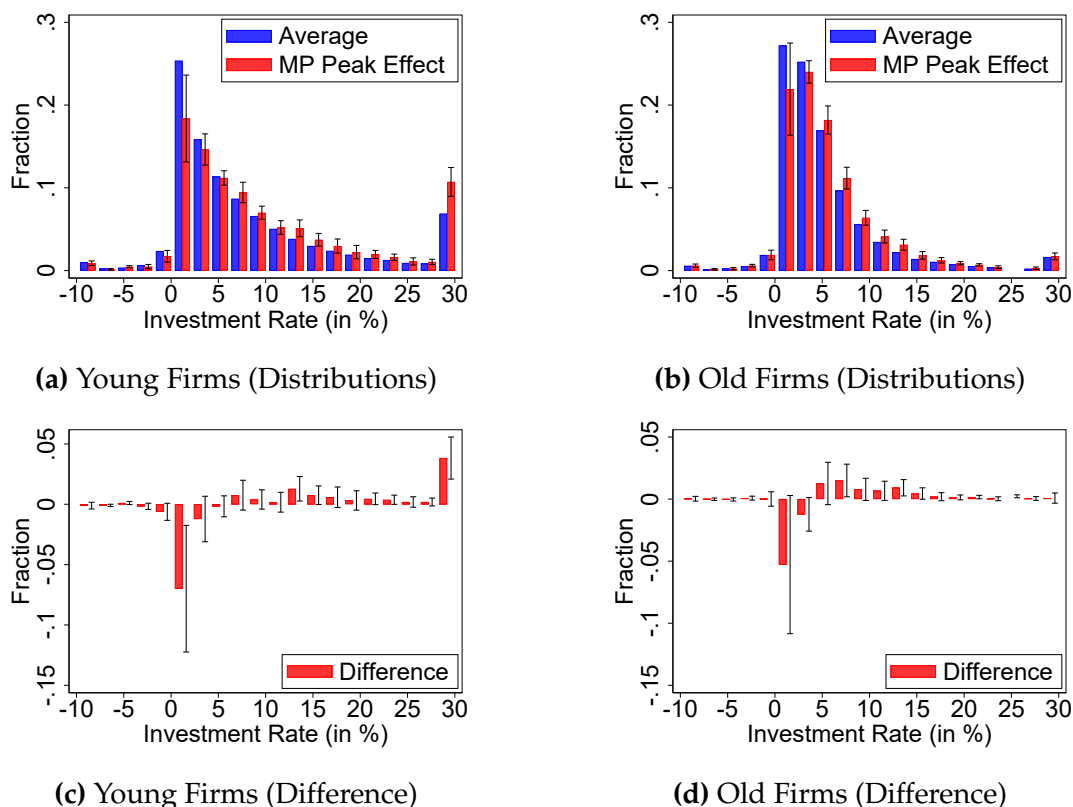 Average
MP Peak Effect
Fraction
0 .1 .2 .3
-10 -5 0 5 10 15 20 25 30
Investment Rate (in %)
(a) Young Firms (Distributions)
Average
MP Peak Effect
Fraction
0 .1 .2 .3
-10 -5 0 5 10 15 20 25 30
Investment Rate (in %)
(b) Old Firms (Distributions)
Fraction
-.15 -.1 -.05 0 .05
Difference
-10 -5 0 5 10 15 20 25 30
Investment Rate (in %)
(c) Young Firms (Difference)
Fraction
-.15 -.1 -.05 0 .05
Difference
-10 -5 0 5 10 15 20 25 30
Investment Rate (in %)
(d) Old Firms (Difference)